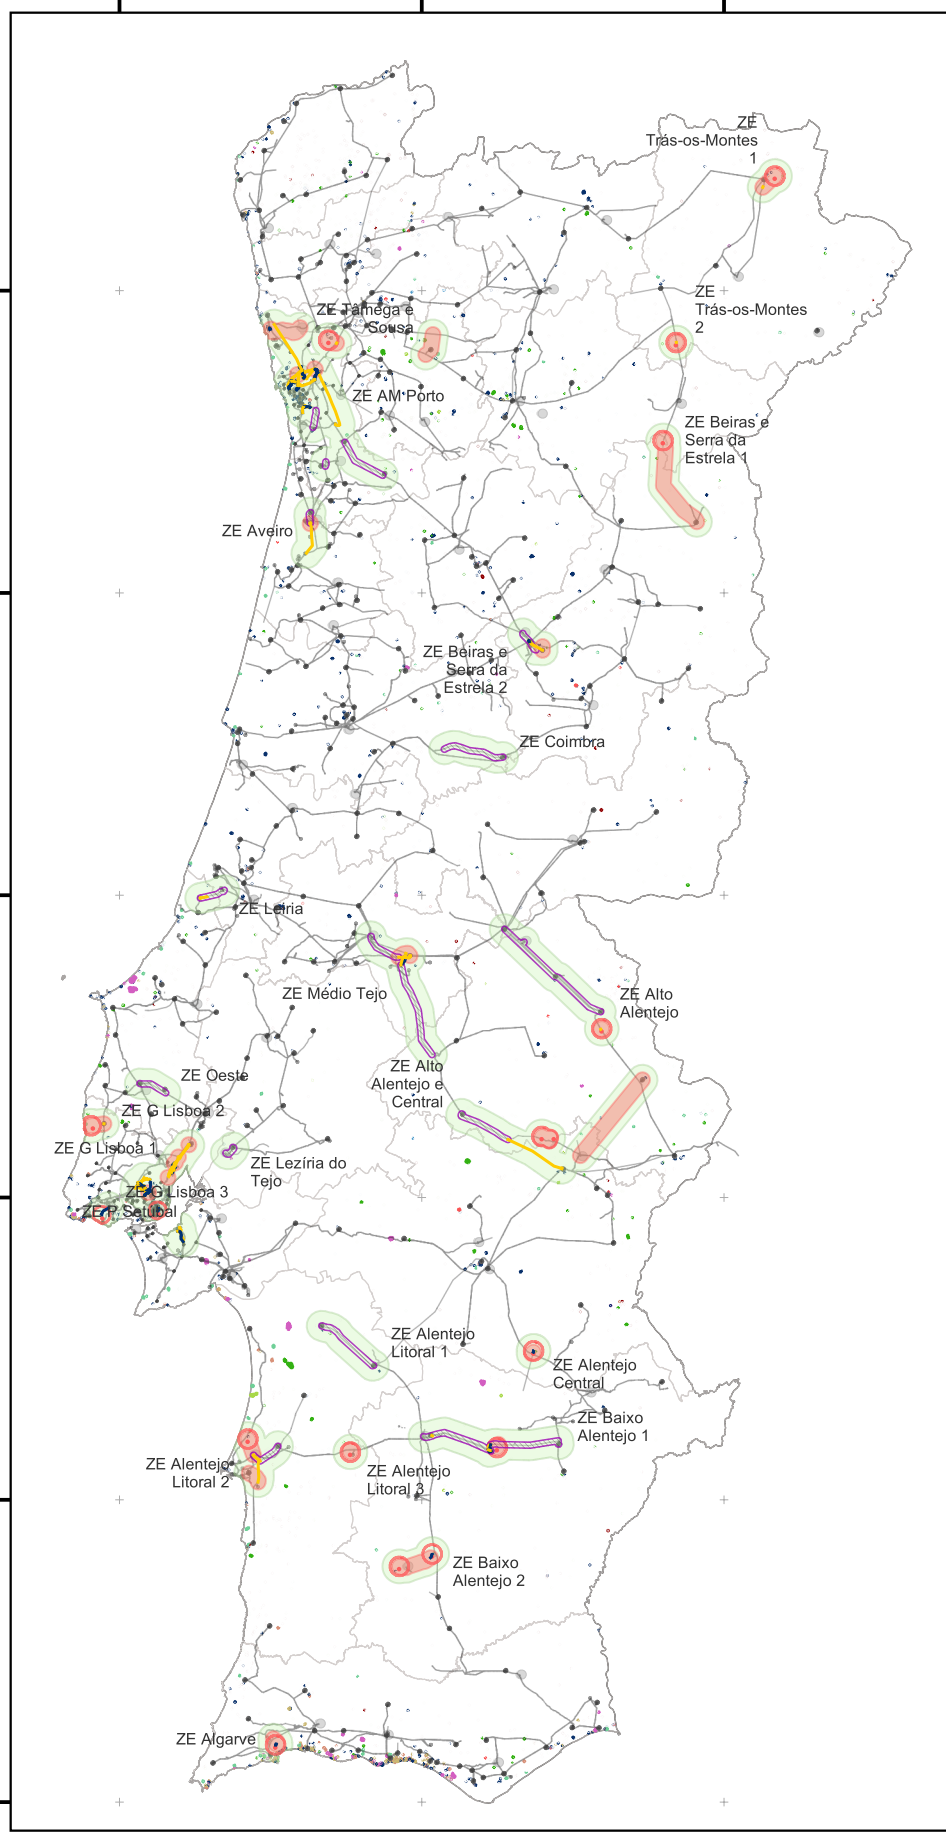 ZE
Trás-os-Montes
1
ZE
Trás-os-Montes
2
ZE Tâmega e
Sousa
ZE AM Porto
ZE Beiras e
Serra da
Estrela 1
ZE Aveiro
ZE Beiras e
Serra da
Estrela 2
ZE Coimbra
ZE Leiria
ZE Médio Tejo
ZE Alto
Alentejo
ZE Alto
Alentejo e
Central
ZE Oeste
ZE G Lisboa 2
ZE G Lisboa 1
ZE Lezíria do
Tejo
ZE G Lisboa 3
ZE P Setúbal
ZE Alentejo
Litoral 1
ZE Alentejo
Central
ZE Baixo
Alentejo 1
ZE Alentejo
Litoral 2
ZE Alentejo
Litoral 3
ZE Baixo
Alentejo 2
ZE Algarve